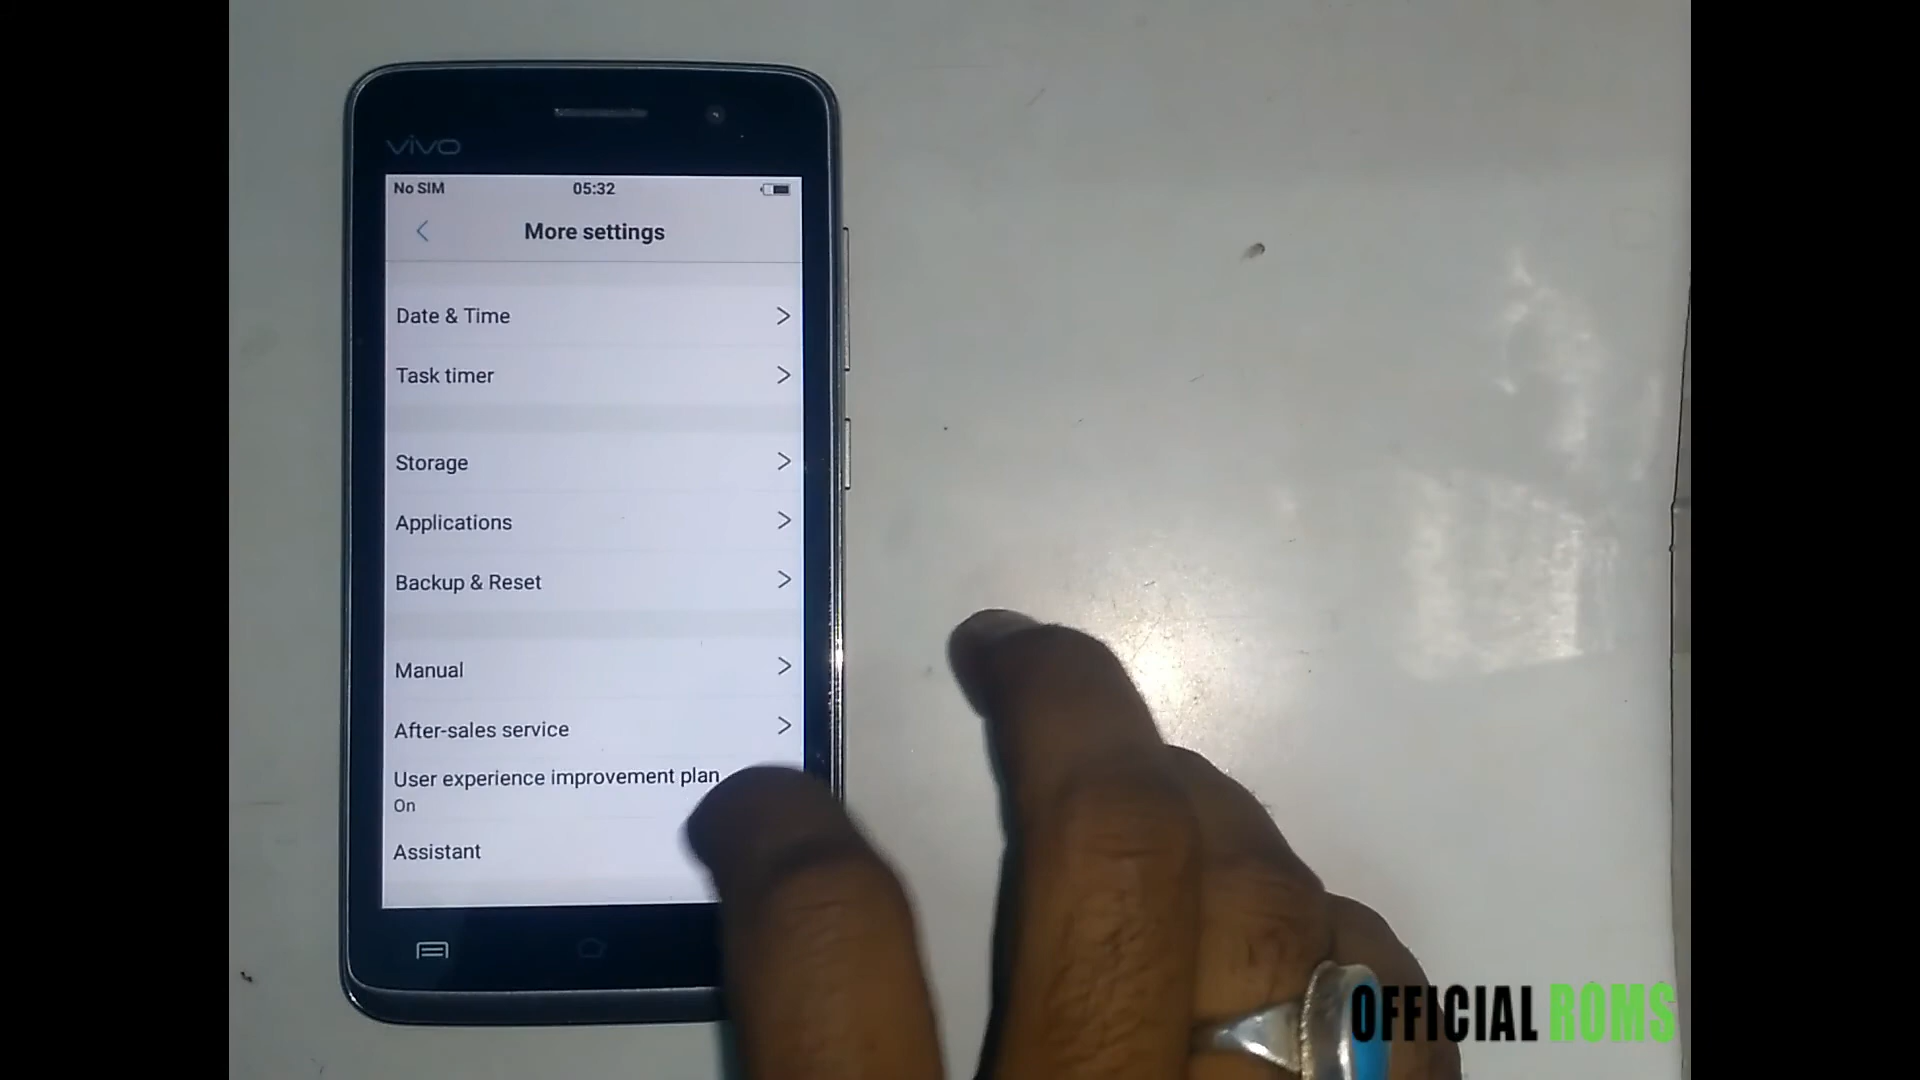 vivo
No SIM 05:32
More settings
Date & Time
Task timer
Storage
Applications
Backup & Reset
Manual
After-sales service
User experience improvement plan
On
Assistant
OFFICIAL ROMS